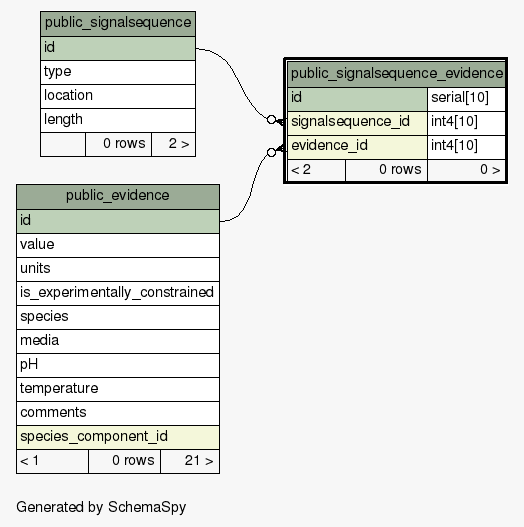 public_signalsequence
id
type
location
length
0 rows 2 >
public_signalsequence_evidence
id serial[10]
signalsequence_id int4[10]
evidence_id int4[10]
< 2 0 rows 0 >
public_evidence
id
value
units
is_experimentally_constrained
species
media
pH
temperature
comments
species_component_id
< 1 0 rows 21 >
Generated by SchemaSpy